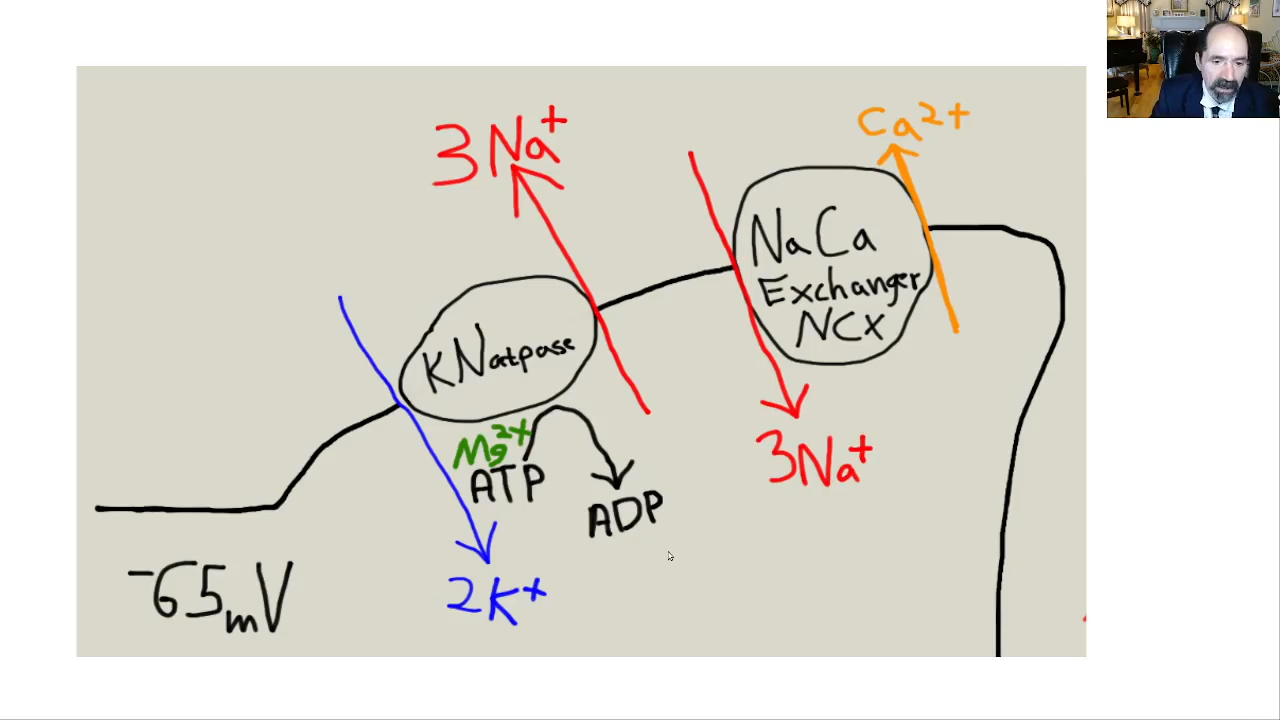 3Na+
Ca2+
NaCa
Exchanger
NCX
KNatpase
Mg2+
ATP
ADP
3Na+
-65mV
2K+